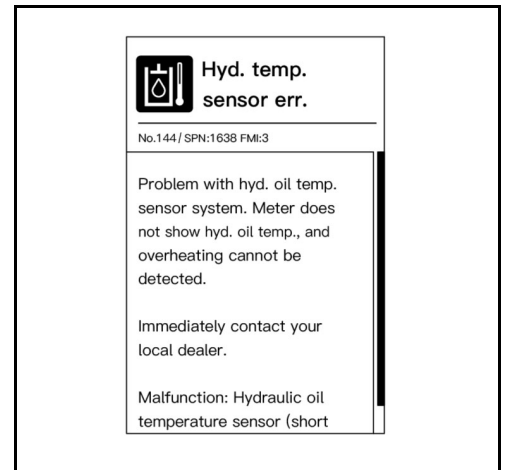 Hyd. temp.
sensor err.
No.144/ SPN:1638 FMI:3
Problem with hyd. oil temp.
sensor system. Meter does
not show hyd. oil temp., and
overheating cannot be
detected.
Immediately contact your
local dealer.
Malfunction: Hydraulic oil
temperature sensor (short